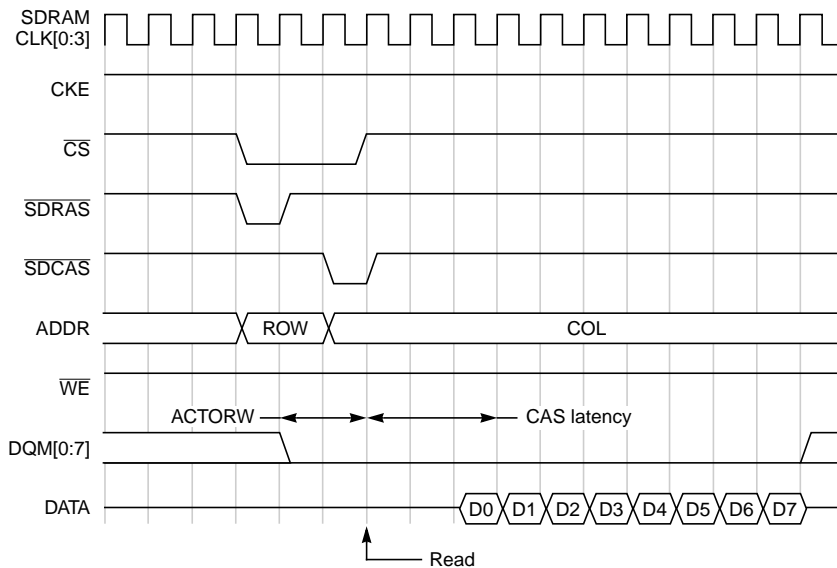 SDRAM
CLK[0:3]
CKE
CS
SDRAS
SDCAS
ADDR ROW COL
WE
ACTORW CAS latency
DQM[0:7]
DATA D0 D1 D2 D3 D4 D5 D6 D7
Read